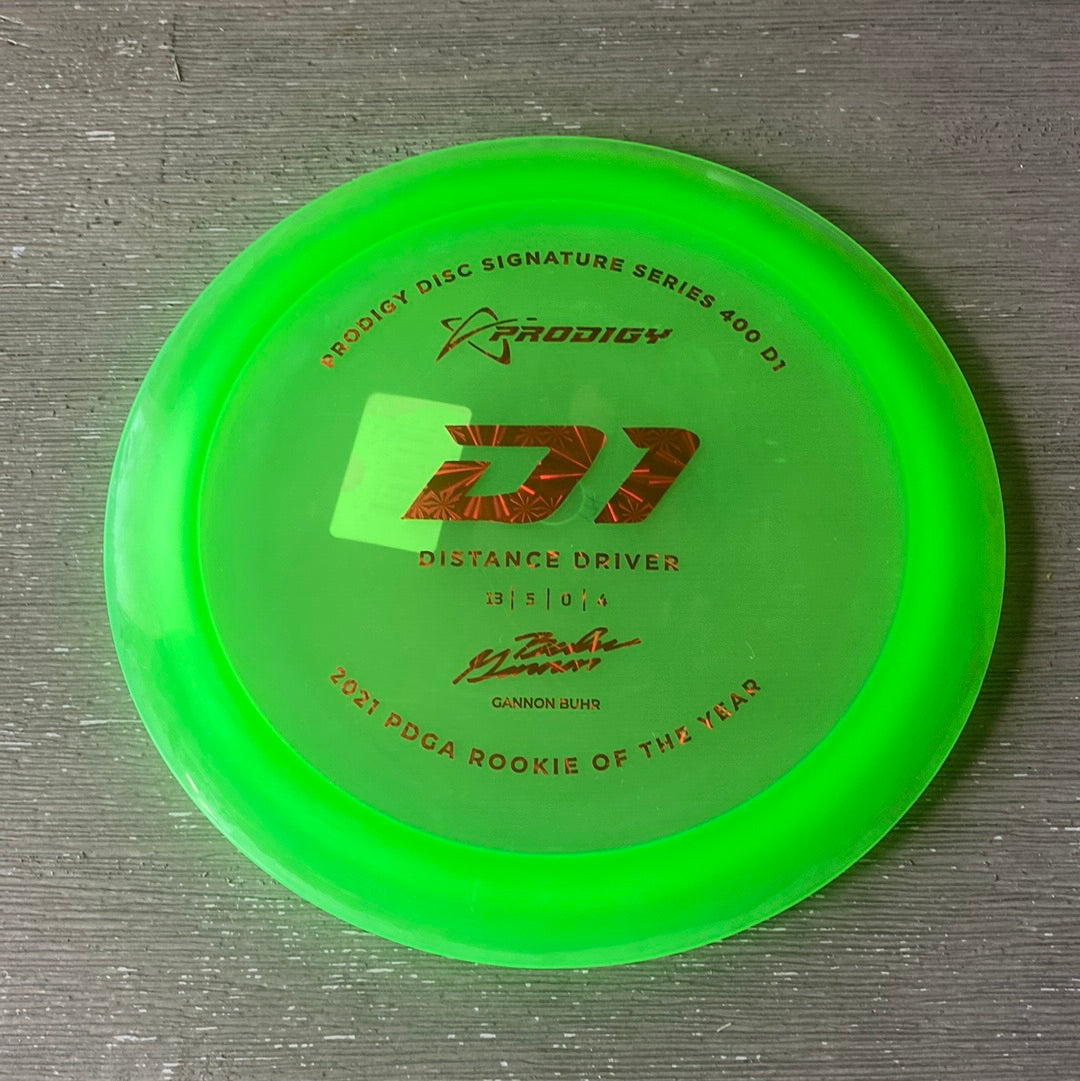 PRODIGY DISC SIGNATURE SERIES 400 D1
PRODIGY
D1
DISTANCE DRIVER
13 | 5 | 0 | 4
GANNON BUHR
2021 PDGA ROOKIE OF THE YEAR